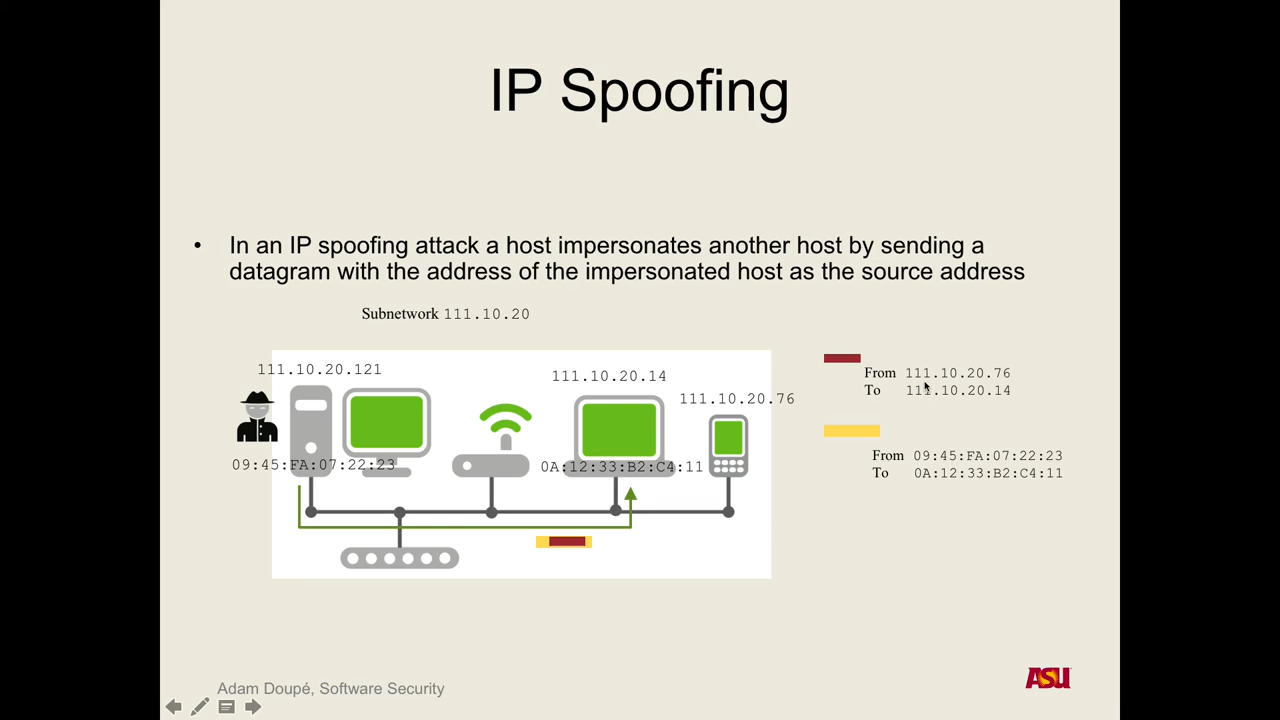 IP Spoofing
• In an IP spoofing attack a host impersonates another host by sending a
datagram with the address of the impersonated host as the source address
Subnetwork 111.10.20
111.10.20.121
111.10.20.14
111.10.20.76
09:45:FA:07:22:23
0A:12:33:B2:C4:11
From 111.10.20.76
To 111.10.20.14
From 09:45:FA:07:22:23
To 0A:12:33:B2:C4:11
Adam Doupé, Software Security
ASU